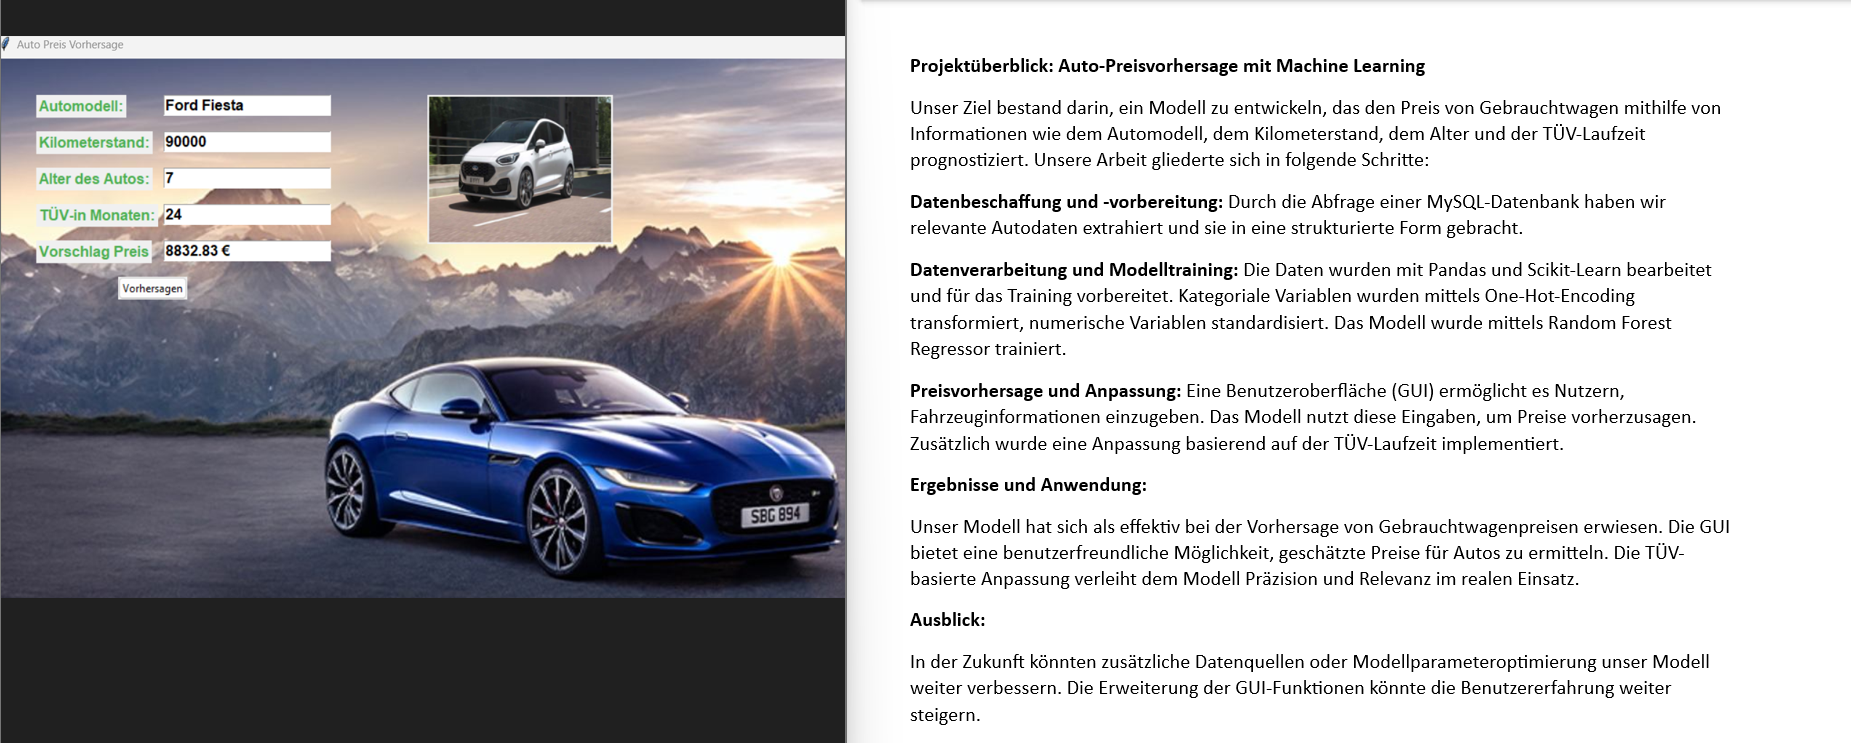 Auto Preis Vorhersage
Automodell: Ford Fiesta
Kilometerstand: 90000
Alter des Autos: 7
TÜV-in Monaten: 24
Vorschlag Preis 8832.83 €
Vorhersagen
SBG 894
Projektüberblick: Auto-Preisvorhersage mit Machine Learning
Unser Ziel bestand darin, ein Modell zu entwickeln, das den Preis von Gebrauchtwagen mithilfe von
Informationen wie dem Automodell, dem Kilometerstand, dem Alter und der TÜV-Laufzeit
prognostiziert. Unsere Arbeit gliederte sich in folgende Schritte:
Datenbeschaffung und -vorbereitung: Durch die Abfrage einer MySQL-Datenbank haben wir
relevante Autodaten extrahiert und sie in eine strukturierte Form gebracht.
Datenverarbeitung und Modelltraining: Die Daten wurden mit Pandas und Scikit-Learn bearbeitet
und für das Training vorbereitet. Kategoriale Variablen wurden mittels One-Hot-Encoding
transformiert, numerische Variablen standardisiert. Das Modell wurde mittels Random Forest
Regressor trainiert.
Preisvorhersage und Anpassung: Eine Benutzeroberfläche (GUI) ermöglicht es Nutzern,
Fahrzeuginformationen einzugeben. Das Modell nutzt diese Eingaben, um Preise vorherzusagen.
Zusätzlich wurde eine Anpassung basierend auf der TÜV-Laufzeit implementiert.
Ergebnisse und Anwendung:
Unser Modell hat sich als effektiv bei der Vorhersage von Gebrauchtwagenpreisen erwiesen. Die GUI
bietet eine benutzerfreundliche Möglichkeit, geschätzte Preise für Autos zu ermitteln. Die TÜV-
basierte Anpassung verleiht dem Modell Präzision und Relevanz im realen Einsatz.
Ausblick:
In der Zukunft könnten zusätzliche Datenquellen oder Modellparameteroptimierung unser Modell
weiter verbessern. Die Erweiterung der GUI-Funktionen könnte die Benutzererfahrung weiter
steigern.